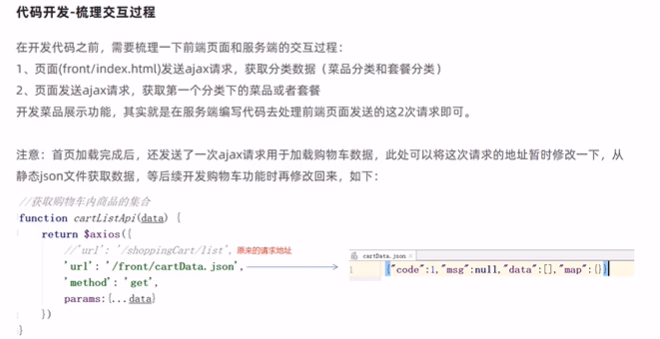 代码开发-梳理交互过程
在开发代码之前，需要梳理一下前端页面和服务端的交互过程：
1、页面(front/index.html)发送ajax请求，获取分类数据（菜品分类和套餐分类）
2、页面发送ajax请求，获取第一个分类下的菜品或者套餐
开发菜品展示功能，其实就是在服务端编写代码去处理前端页面发送的这2次请求即可。
注意：首页加载完成后，还发送了一次ajax请求用于加载购物车数据，此处可以将这次请求的地址暂时修改一下，从
静态json文件获取数据，等后续开发购物车功能时再修改回来，如下：
//获取购物车内商品的集合
function cartListApi(data) {
return $axios({
//'url': '/shoppingCart/list', 原来的请求地址
'url': '/front/cartData.json',
'method': 'get',
params:{...data}
})
}
cartData.json
1 {"code":1,"msg":null,"data":[],"map":{}}